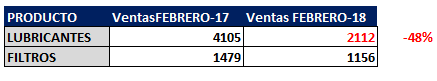 PRODUCTO VentasFEBRERO-17 Ventas FEBRERO-18
LUBRICANTES 4105 2112 -48%
FILTROS 1479 1156